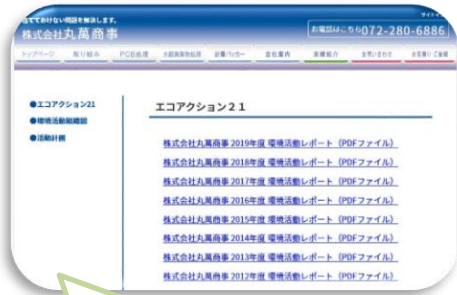 捨てておけない問題を解決します。
株式会社丸萬商事
お電話はこちら072-280-6886
トップページ 取り組み PCB処理 会社案内
●エコアクション21
●環境活動組織図
●活動計画
エコアクション２１
株式会社丸萬商事 2019年度 環境活動レポート（PDFファイル）
株式会社丸萬商事 2018年度 環境活動レポート（PDFファイル）
株式会社丸萬商事 2017年度 環境活動レポート（PDFファイル）
株式会社丸萬商事 2016年度 環境活動レポート（PDFファイル）
株式会社丸萬商事 2015年度 環境活動レポート（PDFファイル）
株式会社丸萬商事 2014年度 環境活動レポート（PDFファイル）
株式会社丸萬商事 2013年度 環境活動レポート（PDFファイル）
株式会社丸萬商事 2012年度 環境活動レポート（PDFファイル）